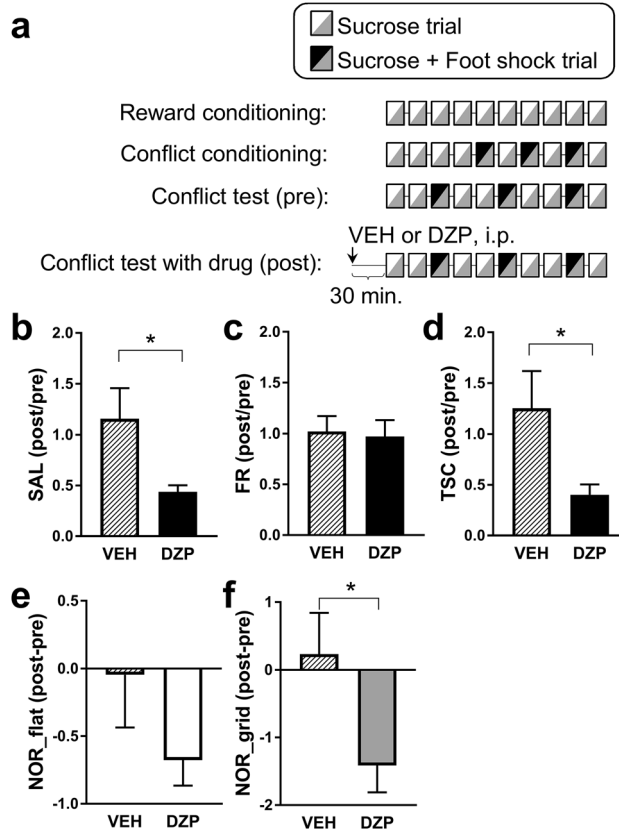 a
Sucrose trial
Sucrose + Foot shock trial
Reward conditioning:
Conflict conditioning:
Conflict test (pre):
VEH or DZP, i.p.
Conflict test with drug (post):
30 min.
b
SAL (post/pre)
2.0
1.5
1.0
0.5
0.0
*
VEH DZP
c
FR (post/pre)
2.0
1.5
1.0
0.5
0.0
VEH DZP
d
TSC (post/pre)
2.0
1.5
1.0
0.5
0.0
*
VEH DZP
e
NOR_flat (post-pre)
0.5
0.0
-0.5
-1.0
VEH DZP
f
NOR_grid (post-pre)
1
0
-1
-2
*
VEH DZP